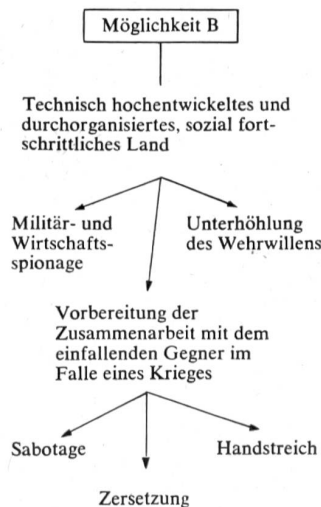 Möglichkeit B
Technisch hochentwickeltes und
durchorganisiertes, sozial fort-
schrittliches Land
Militär- und
Wirtschafts-
spionage
Unterhöhlung
des Wehrwillens
Vorbereitung der
Zusammenarbeit mit dem
einfallenden Gegner im
Falle eines Krieges
Sabotage
Handstreich
Zersetzung